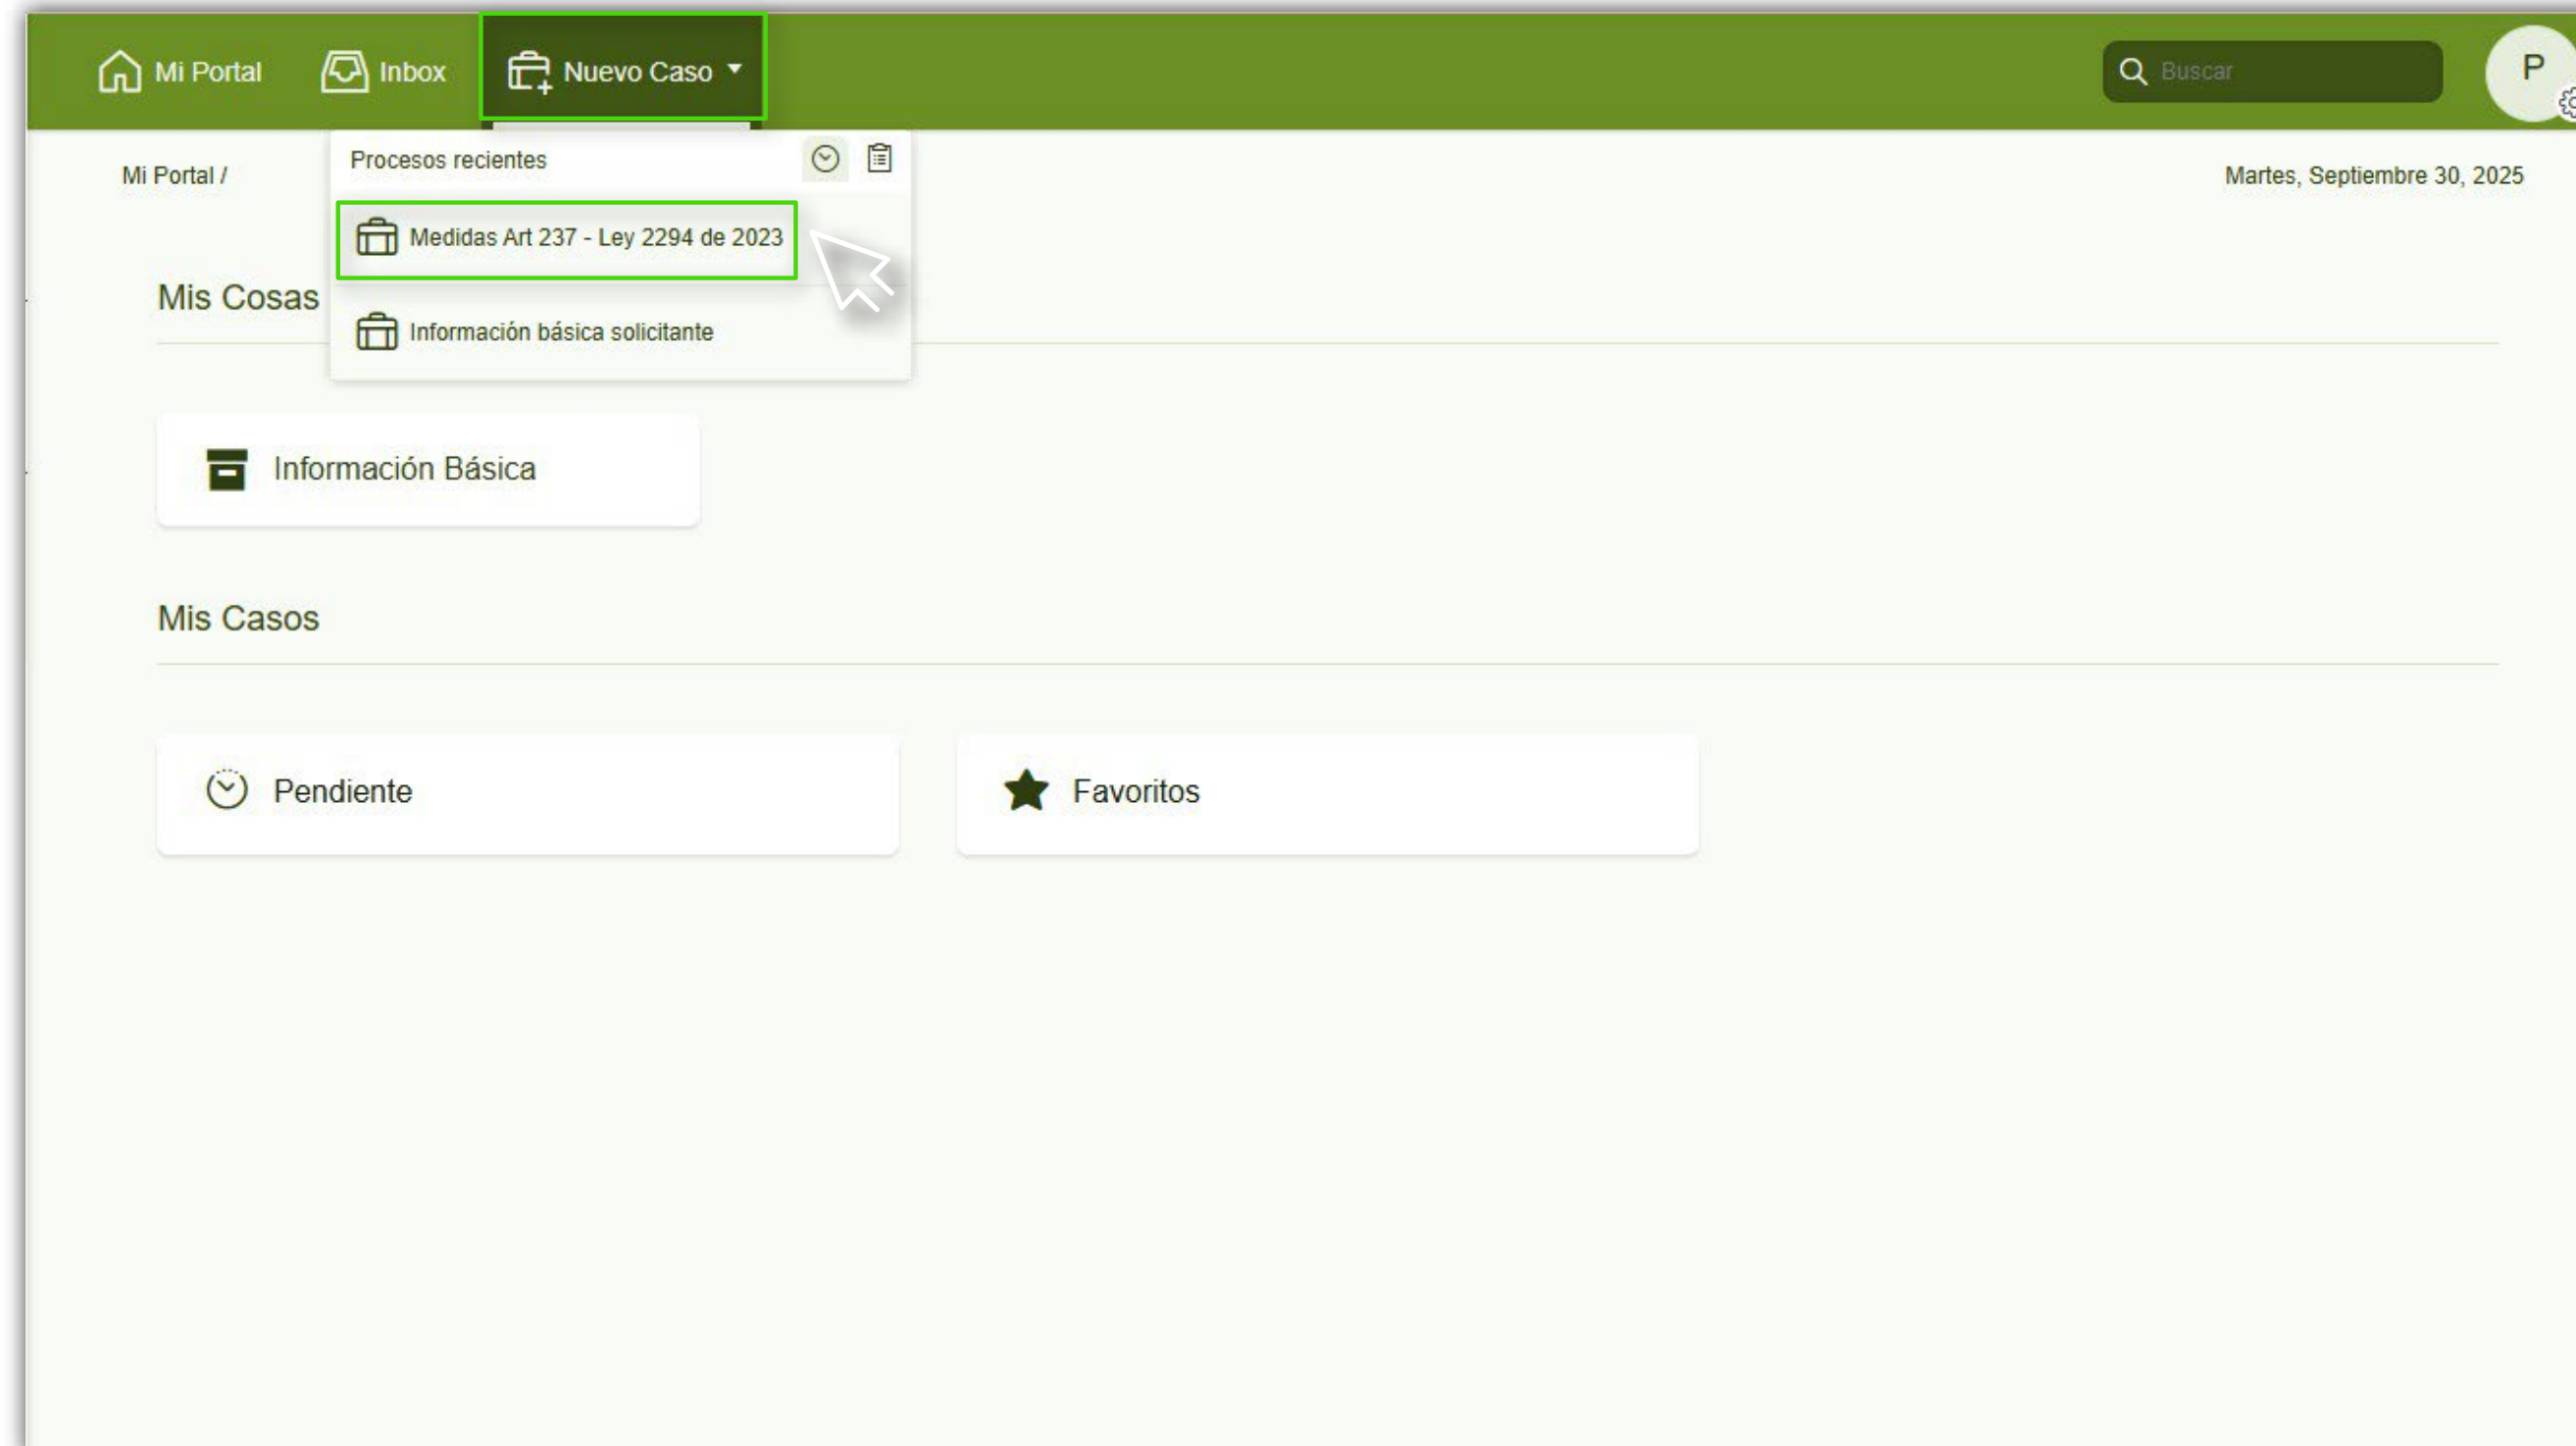 Mi Portal
Inbox
Nuevo Caso
Buscar
P
Mi Portal /
Procesos recientes
Martes, Septiembre 30, 2025
Medidas Art 237 - Ley 2294 de 2023
Mis Cosas
Información básica solicitante
Información Básica
Mis Casos
Pendiente
Favoritos